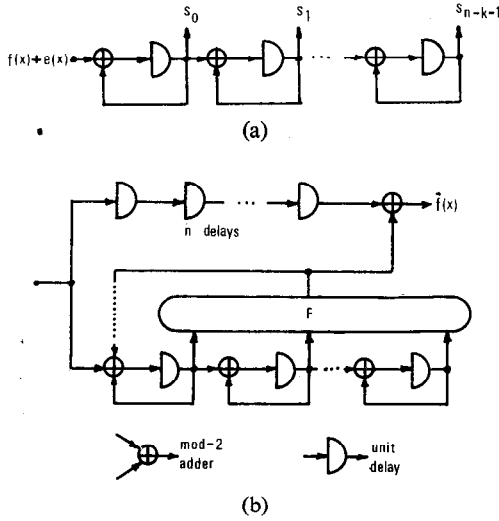 S₀ S₁ Sₙ₋ₖ₋₁
f(x)+e(x)
(a)
n delays
f̂(x)
F
mod-2
adder
unit
delay
(b)